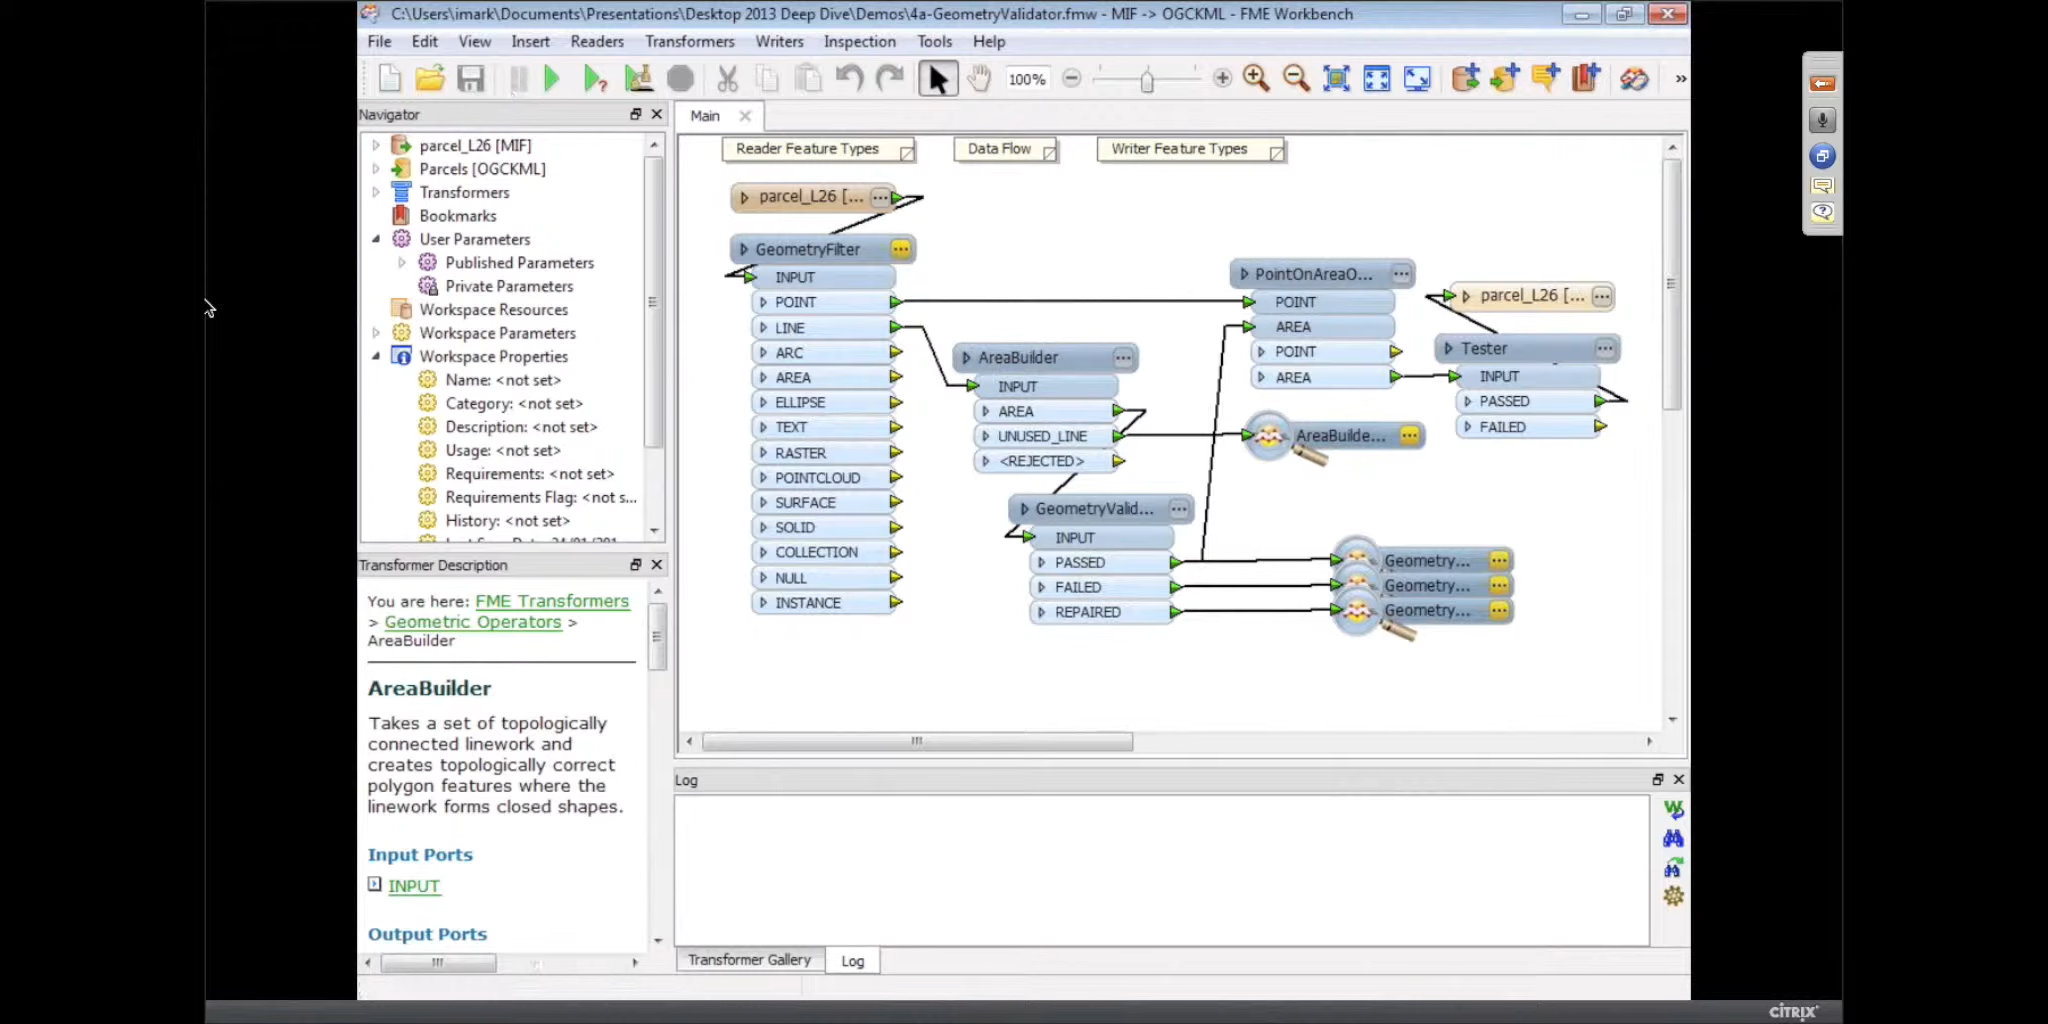 C:\Users\imark\Documents\Presentations\Desktop 2013 Deep Dive\Demos\4a-GeometryValidator.fmw - MIF -> OGCKML - FME Workbench
File Edit View Insert Readers Transformers Writers Inspection Tools Help
100%
»
Navigator
parcel_L26 [MIF]
Parcels [OGCKML]
Transformers
Bookmarks
User Parameters
Published Parameters
Private Parameters
Workspace Resources
Workspace Parameters
Workspace Properties
Name: <not set>
Category: <not set>
Description: <not set>
Usage: <not set>
Requirements: <not set>
Requirements Flag: <not s...
History: <not set>
Transformer Description
You are here: FME Transformers
> Geometric Operators >
AreaBuilder
AreaBuilder
Takes a set of topologically
connected linework and
creates topologically correct
polygon features where the
linework forms closed shapes.
Input Ports
INPUT
Output Ports
Main
Reader Feature Types
Data Flow
Writer Feature Types
parcel_L26 [...
GeometryFilter
INPUT
POINT
LINE
ARC
AREA
ELLIPSE
TEXT
RASTER
POINTCLOUD
SURFACE
SOLID
COLLECTION
NULL
INSTANCE
AreaBuilder
INPUT
AREA
UNUSED_LINE
<REJECTED>
GeometryValid...
INPUT
PASSED
FAILED
REPAIRED
PointOnAreaO...
POINT
AREA
POINT
AREA
AreaBuilde...
Geometry...
Geometry...
Geometry...
parcel_L26 [...
Tester
INPUT
PASSED
FAILED
Log
Transformer Gallery
Log
CITRIX